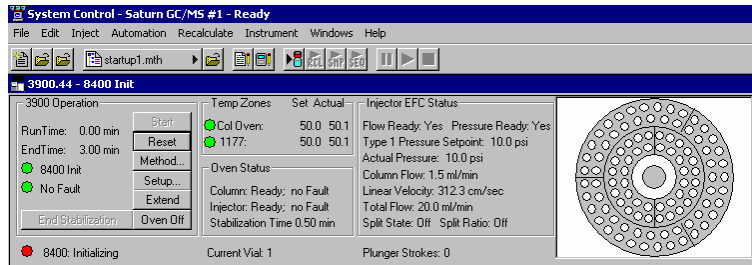 System Control - Saturn GC/MS #1 - Ready
File Edit Inject Automation Recalculate Instrument Windows Help
startup1.mth RCL SMP SEQ
3900.44 - 8400 Init
3900 Operation
RunTime: 0.00 min
EndTime: 3.00 min
8400 Init
No Fault
End Stabilization
Start
Reset
Method...
Setup...
Extend
Oven Off
Temp Zones Set Actual
Col Oven: 50.0 50.1
1177: 50.0 50.1
Oven Status
Column: Ready; no Fault
Injector: Ready; no Fault
Stabilization Time 0.50 min
Injector EFC Status
Flow Ready: Yes Pressure Ready: Yes
Type 1 Pressure Setpoint: 10.0 psi
Actual Pressure: 10.0 psi
Column Flow: 1.5 ml/min
Linear Velocity: 312.3 cm/sec
Total Flow: 20.0 ml/min
Split State: Off Split Ratio: Off
8400: Initializing Current Vial: 1 Plunger Strokes: 0